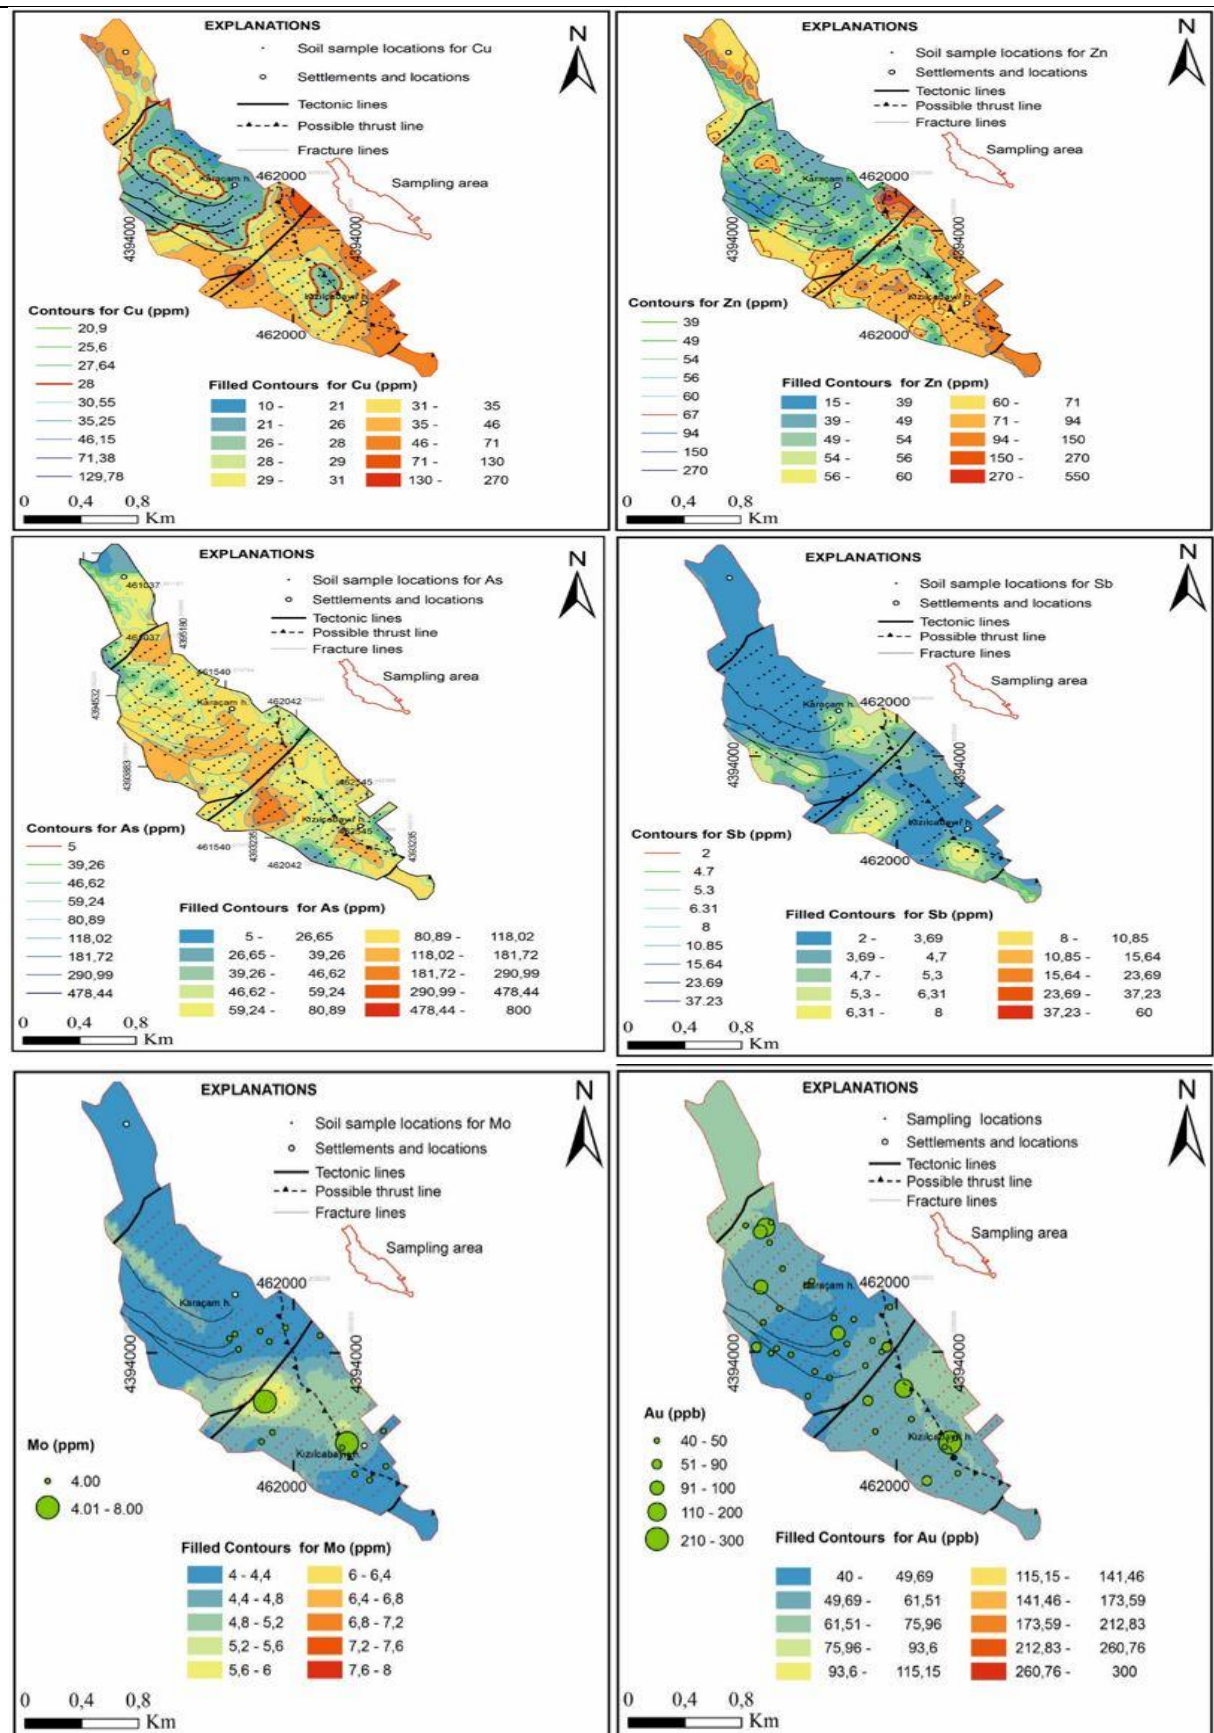 EXPLANATIONS
N
Soil sample locations for Cu
Settlements and locations
Tectonic lines
Possible thrust line
Fracture lines
Sampling area
Karaçam h.
462000
4394000
4394000
Kızılcabayır h.
462000
Contours for Cu (ppm)
20,9
25,6
27,64
28
30,55
35,25
46,15
71,38
129,78
Filled Contours for Cu (ppm)
10 - 21
21 - 26
26 - 28
28 - 29
29 - 31
31 - 35
35 - 46
46 - 71
71 - 130
130 - 270
0 0,4 0,8
Km
EXPLANATIONS
N
Soil sample locations for Zn
Settlements and locations
Tectonic lines
Possible thrust line
Fracture lines
Sampling area
Karaçam h.
462000
4394000
4394000
Kızılcabayır h.
462000
Contours for Zn (ppm)
39
49
54
56
60
67
94
150
270
Filled Contours for Zn (ppm)
15 - 39
39 - 49
49 - 54
54 - 56
56 - 60
60 - 71
71 - 94
94 - 150
150 - 270
270 - 550
0 0,4 0,8
Km
EXPLANATIONS
N
Soil sample locations for As
Settlements and locations
Tectonic lines
Possible thrust line
Fracture lines
Sampling area
461037
461037
4395180
461540
4394532
Karaçam h.
462042
4393883
462545
Kızılcabayır h.
462545
461540
4393235
462042
4393235
Contours for As (ppm)
5
39,26
46,62
59,24
80,89
118,02
181,72
290,99
478,44
Filled Contours for As (ppm)
5 - 26,65
26,65 - 39,26
39,26 - 46,62
46,62 - 59,24
59,24 - 80,89
80,89 - 118,02
118,02 - 181,72
181,72 - 290,99
290,99 - 478,44
478,44 - 800
0 0,4 0,8
Km
EXPLANATIONS
N
Soil sample locations for Sb
Settlements and locations
Tectonic lines
Possible thrust line
Fracture lines
Sampling area
Karaçam h.
462000
4394000
4394000
Kızılcabayır h.
462000
Contours for Sb (ppm)
2
4.7
5.3
6.31
8
10.85
15.64
23.69
37.23
Filled Contours for Sb (ppm)
2 - 3,69
3,69 - 4,7
4,7 - 5,3
5,3 - 6,31
6,31 - 8
8 - 10,85
10,85 - 15,64
15,64 - 23,69
23,69 - 37,23
37,23 - 60
0 0,4 0,8
Km
EXPLANATIONS
N
Soil sample locations for Mo
Settlements and locations
Tectonic lines
Possible thrust line
Fracture lines
Sampling area
462000
Karaçam h.
4394000
4394000
Kızılcabayır h.
462000
Mo (ppm)
4.00
4.01 - 8.00
Filled Contours for Mo (ppm)
4 - 4,4
4,4 - 4,8
4,8 - 5,2
5,2 - 5,6
5,6 - 6
6 - 6,4
6,4 - 6,8
6,8 - 7,2
7,2 - 7,6
7,6 - 8
0 0,4 0,8
Km
EXPLANATIONS
N
Sampling locations
Settlements and locations
Tectonic lines
Possible thrust line
Fracture lines
Sampling area
462000
Karaçam h.
4394000
4394000
Kızılcabayır h.
462000
Au (ppb)
40 - 50
51 - 90
91 - 100
110 - 200
210 - 300
Filled Contours for Au (ppb)
40 - 49,69
49,69 - 61,51
61,51 - 75,96
75,96 - 93,6
93,6 - 115,15
115,15 - 141,46
141,46 - 173,59
173,59 - 212,83
212,83 - 260,76
260,76 - 300
0 0,4 0,8
Km